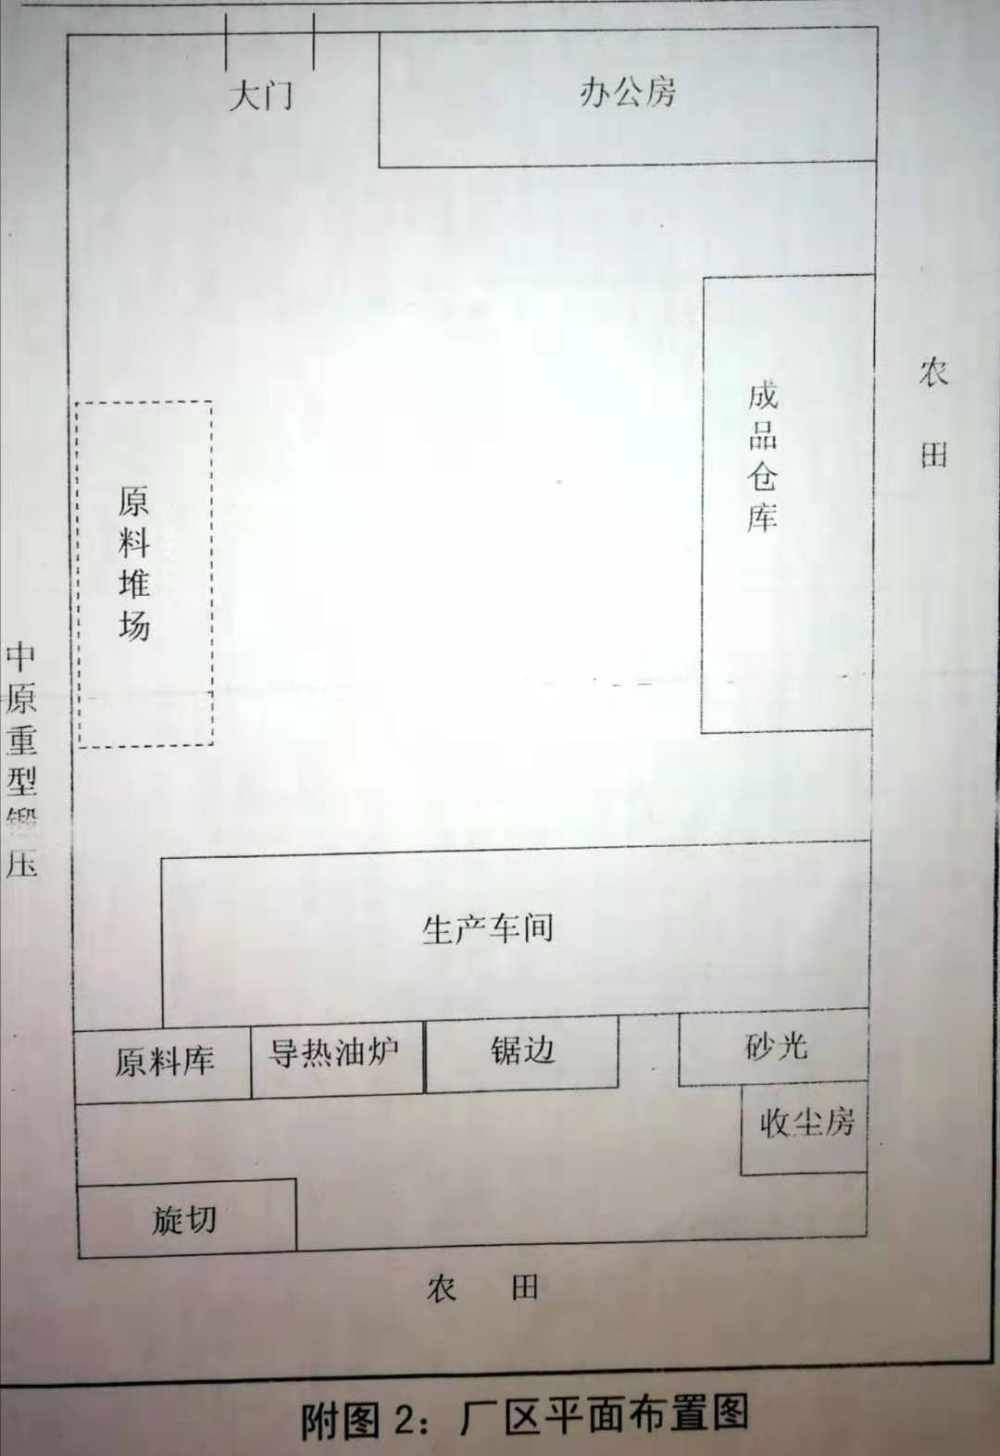 大门
办公房
农田
成品仓库
原料堆场
中原重型锻压
生产车间
原料库
导热油炉
锯边
砂光
收尘房
旋切
农 田
附图 2：厂区平面布置图